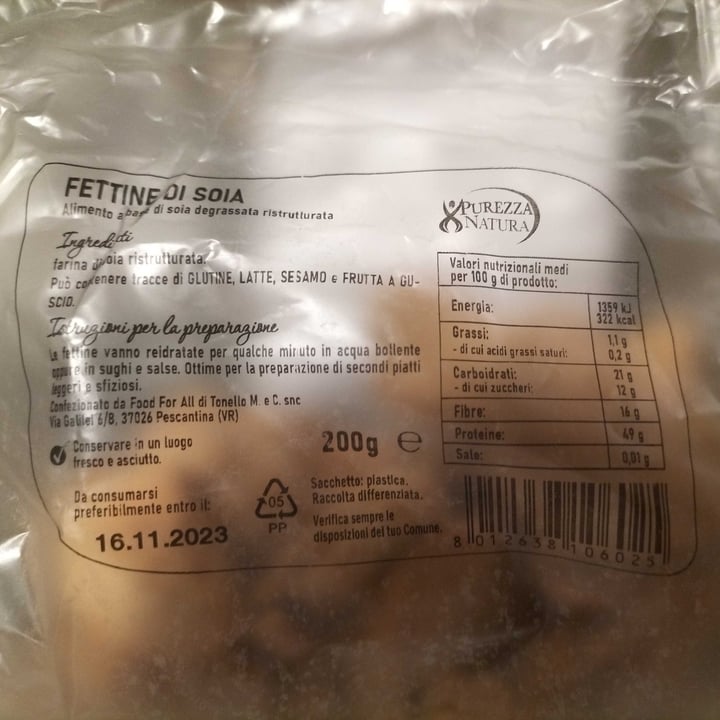 FETTINE DI SOIA
Alimento a base di soia degrassata ristrutturata
PUREZZA
NATURA
Ingredienti
farina di soia ristrutturata.
Può contenere tracce di GLUTINE, LATTE, SESAMO e FRUTTA A GU-
SCIO.
Istruzioni per la preparazione
Le fettine vanno reidratate per qualche minuto in acqua bollente
oppure in sughi e salse. Ottime per la preparazione di secondi piatti
leggeri e sfiziosi.
Confezionato da Food For All di Tonello M. e C. snc
Via Galilei 6/8, 37026 Pescantina (VR)
Conservare in un luogo
fresco e asciutto.
200g e
Da consumarsi
preferibilmente entro il:
16.11.2023
05
PP
Sacchetto: plastica.
Raccolta differenziata.
Verifica sempre le
disposizioni del tuo Comune.
Valori nutrizionali medi
per 100 g di prodotto:
Energia: 1359 kJ
322 kcal
Grassi: 1,1 g
- di cui acidi grassi saturi: 0,2 g
Carboidrati: 21 g
- di cui zuccheri: 12 g
Fibre: 16 g
Proteine: 49 g
Sale: 0,01 g
8 012638 106025